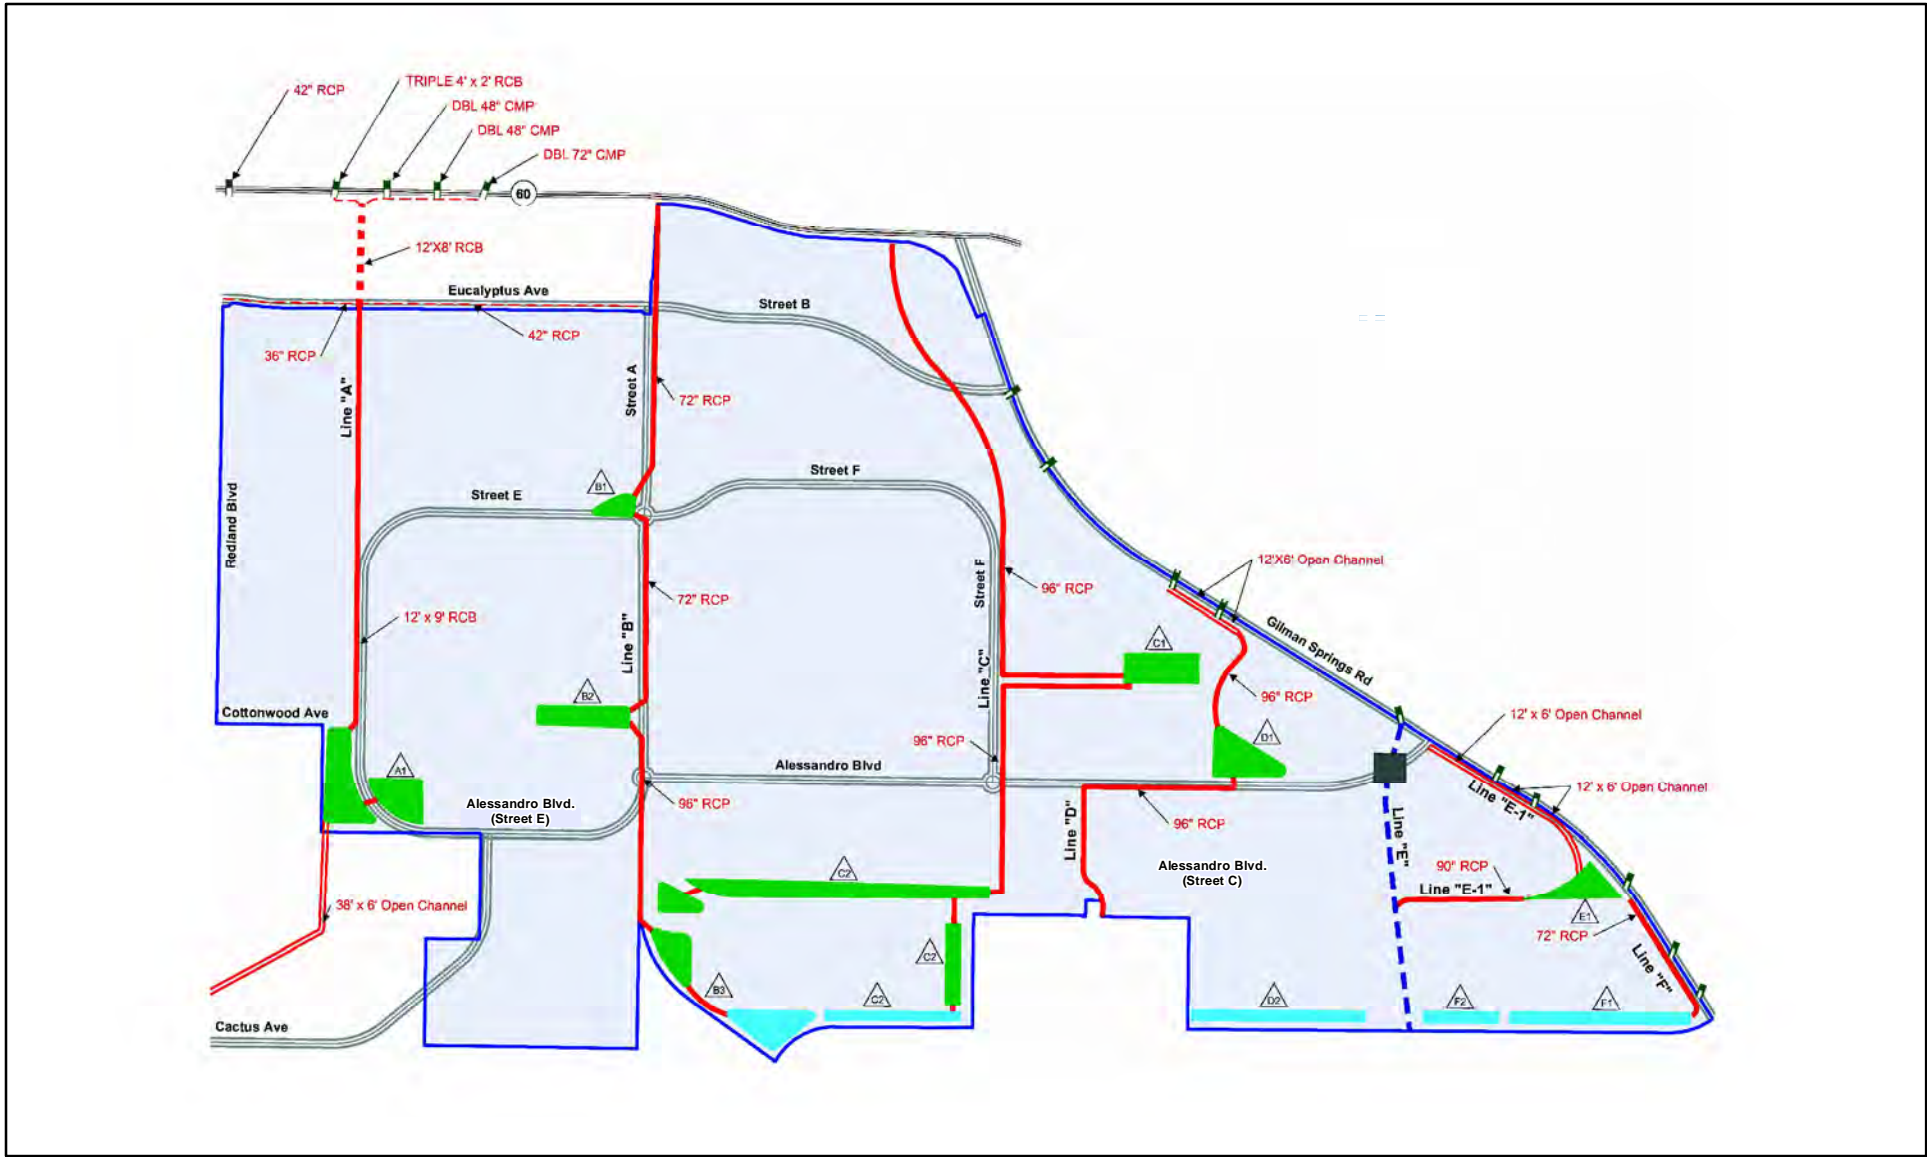 42" RCP
TRIPLE 4' x 2' RCB
DBL 48" CMP
DBL 48" CMP
DBL 72" CMP
60
12'X8' RCB
Eucalyptus Ave
Street B
42" RCP
36" RCP
Line "A"
Street A
72" RCP
Redland Blvd
Street E
B1
Street F
12' x 9' RCB
Line "B"
72" RCP
Street F
96" RCP
12'X6' Open Channel
Gilman Springs Rd
C1
96" RCP
Line "C"
B2
Cottonwood Ave
96" RCP
D1
12' x 6' Open Channel
A1
Alessandro Blvd
Alessandro Blvd.
(Street E)
96" RCP
Line "D"
96" RCP
Line "E"
Line "E-1"
12' x 6' Open Channel
Alessandro Blvd.
(Street C)
90" RCP
Line "E-1"
C2
38' x 6' Open Channel
E1
72" RCP
Line "F"
C2
B3
C2
D2
F2
F1
Cactus Ave